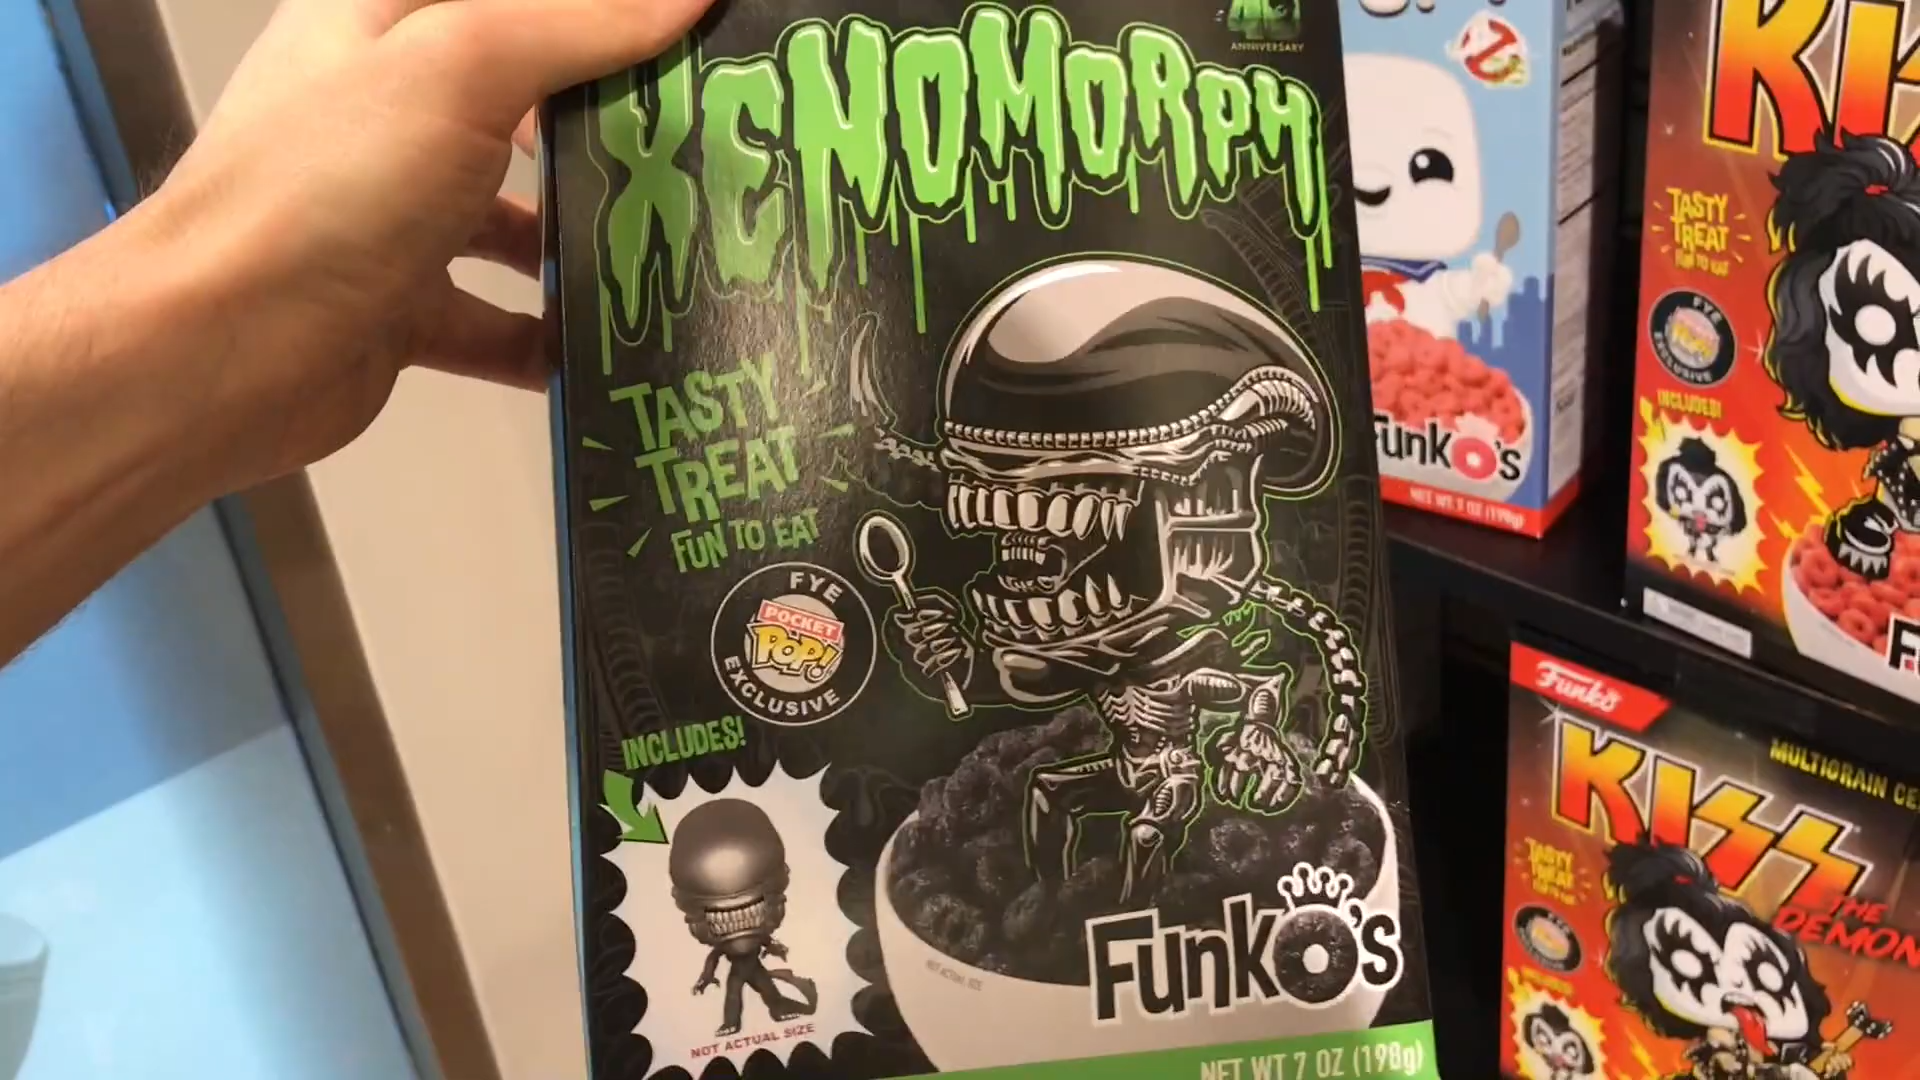 ANNIVERSARY
XENOMORPH
TASTY
TREAT
FUN TO EAT
FYE
POCKET
POP!
EXCLUSIVE
INCLUDES!
NOT ACTUAL SIZE
NOT ACTUAL SIZE
FunkO's
NET WT 7 OZ (198g)
FunkO's
NET WT 7 OZ (198g)
TASTY
TREAT
FUN TO EAT
FYE
POP!
EXCLUSIVE
INCLUDES!
Funko
MULTIGRAIN
KISS
THE
DEMON
TASTY
TREAT